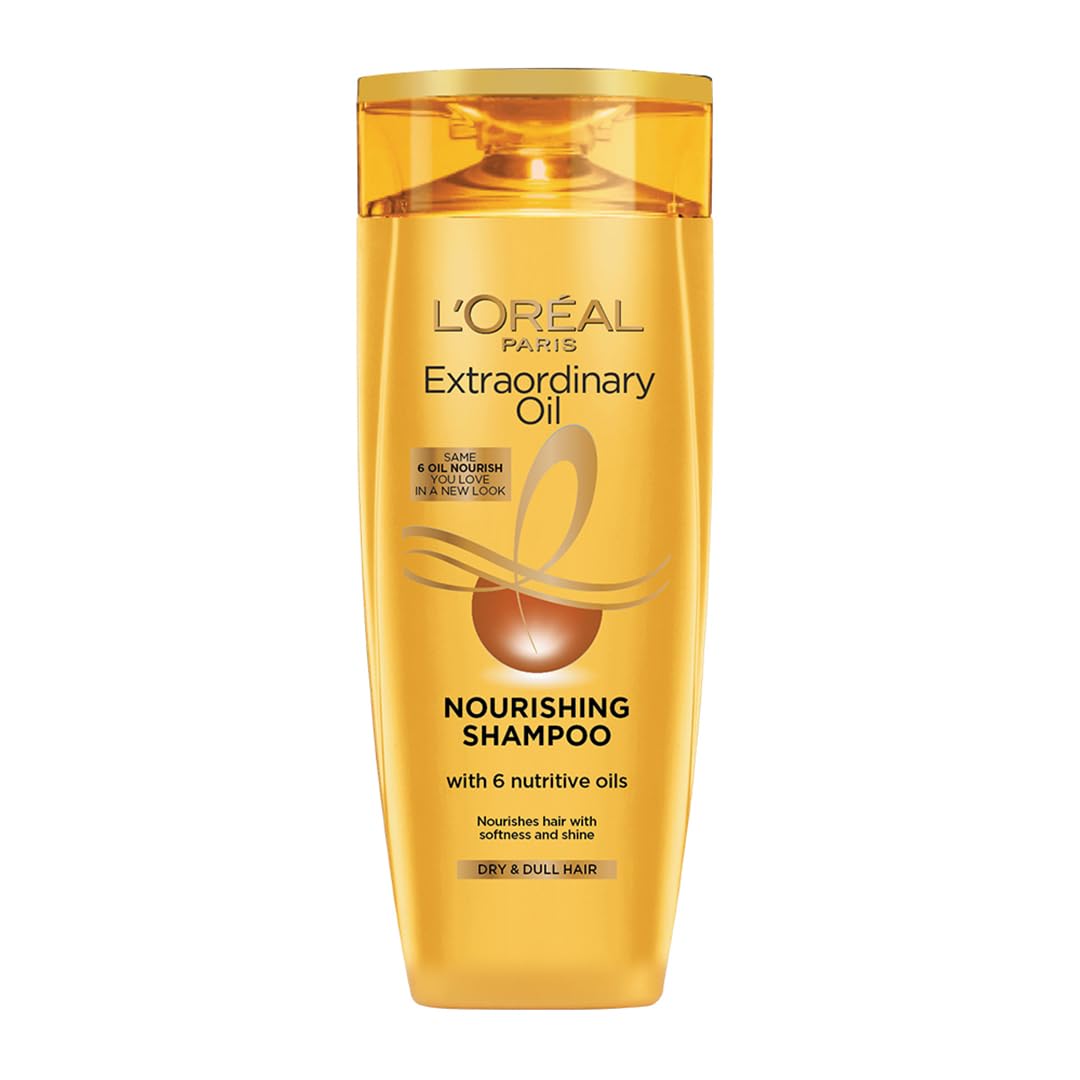 L'ORÉAL
PARIS
Extraordinary
Oil
SAME
6 OIL NOURISH
YOU LOVE
IN A NEW LOOK
NOURISHING
SHAMPOO
with 6 nutritive oils
Nourishes hair with
softness and shine
DRY & DULL HAIR